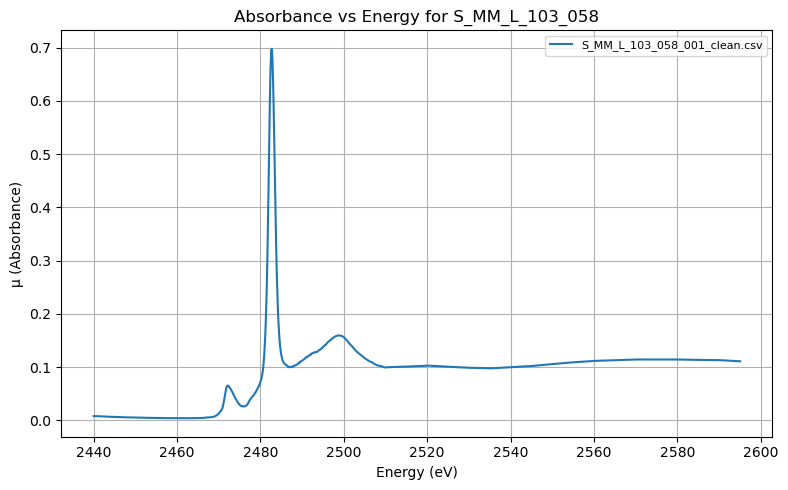 Absorbance vs Energy for S_MM_L_103_058
S_MM_L_103_058_001_clean.csv
μ (Absorbance)
0.7
0.6
0.5
0.4
0.3
0.2
0.1
0.0
2440 2460 2480 2500 2520 2540 2560 2580 2600
Energy (eV)